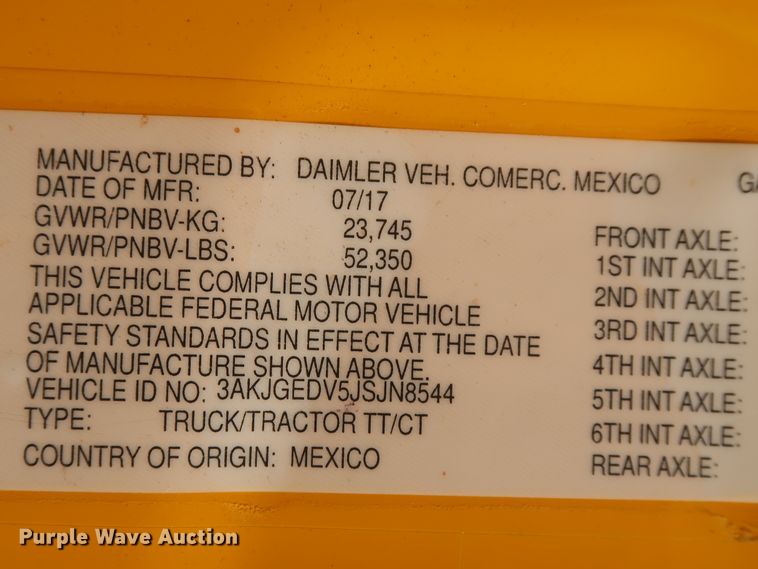 MANUFACTURED BY: DAIMLER VEH. COMERC. MEXICO
DATE OF MFR: 07/17
GVWR/PNBV-KG: 23,745
GVWR/PNBV-LBS: 52,350
THIS VEHICLE COMPLIES WITH ALL
APPLICABLE FEDERAL MOTOR VEHICLE
SAFETY STANDARDS IN EFFECT AT THE DATE
OF MANUFACTURE SHOWN ABOVE.
VEHICLE ID NO: 3AKJGEDV5JSJN8544
TYPE: TRUCK/TRACTOR TT/CT
COUNTRY OF ORIGIN: MEXICO
FRONT AXLE:
1ST INT AXLE:
2ND INT AXLE:
3RD INT AXLE:
4TH INT AXLE:
5TH INT AXLE:
6TH INT AXLE:
REAR AXLE:
Purple Wave Auction